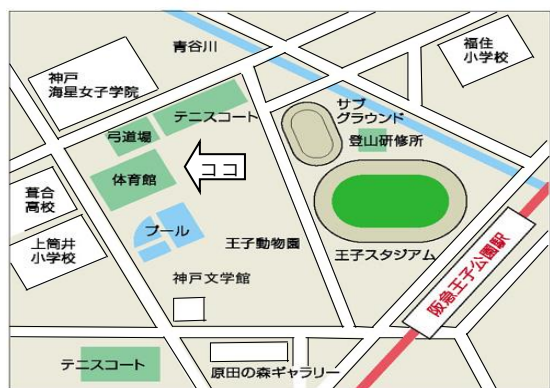 青谷川
福住
小学校
神戸
海星女子学院
テニスコート
サブ
グラウンド
弓道場
登山研修所
体育館
ココ
葺合
高校
プール
上筒井
小学校
王子動物園
王子スタジアム
阪急王子公園駅
神戸文学館
テニスコート
原田の森ギャラリー